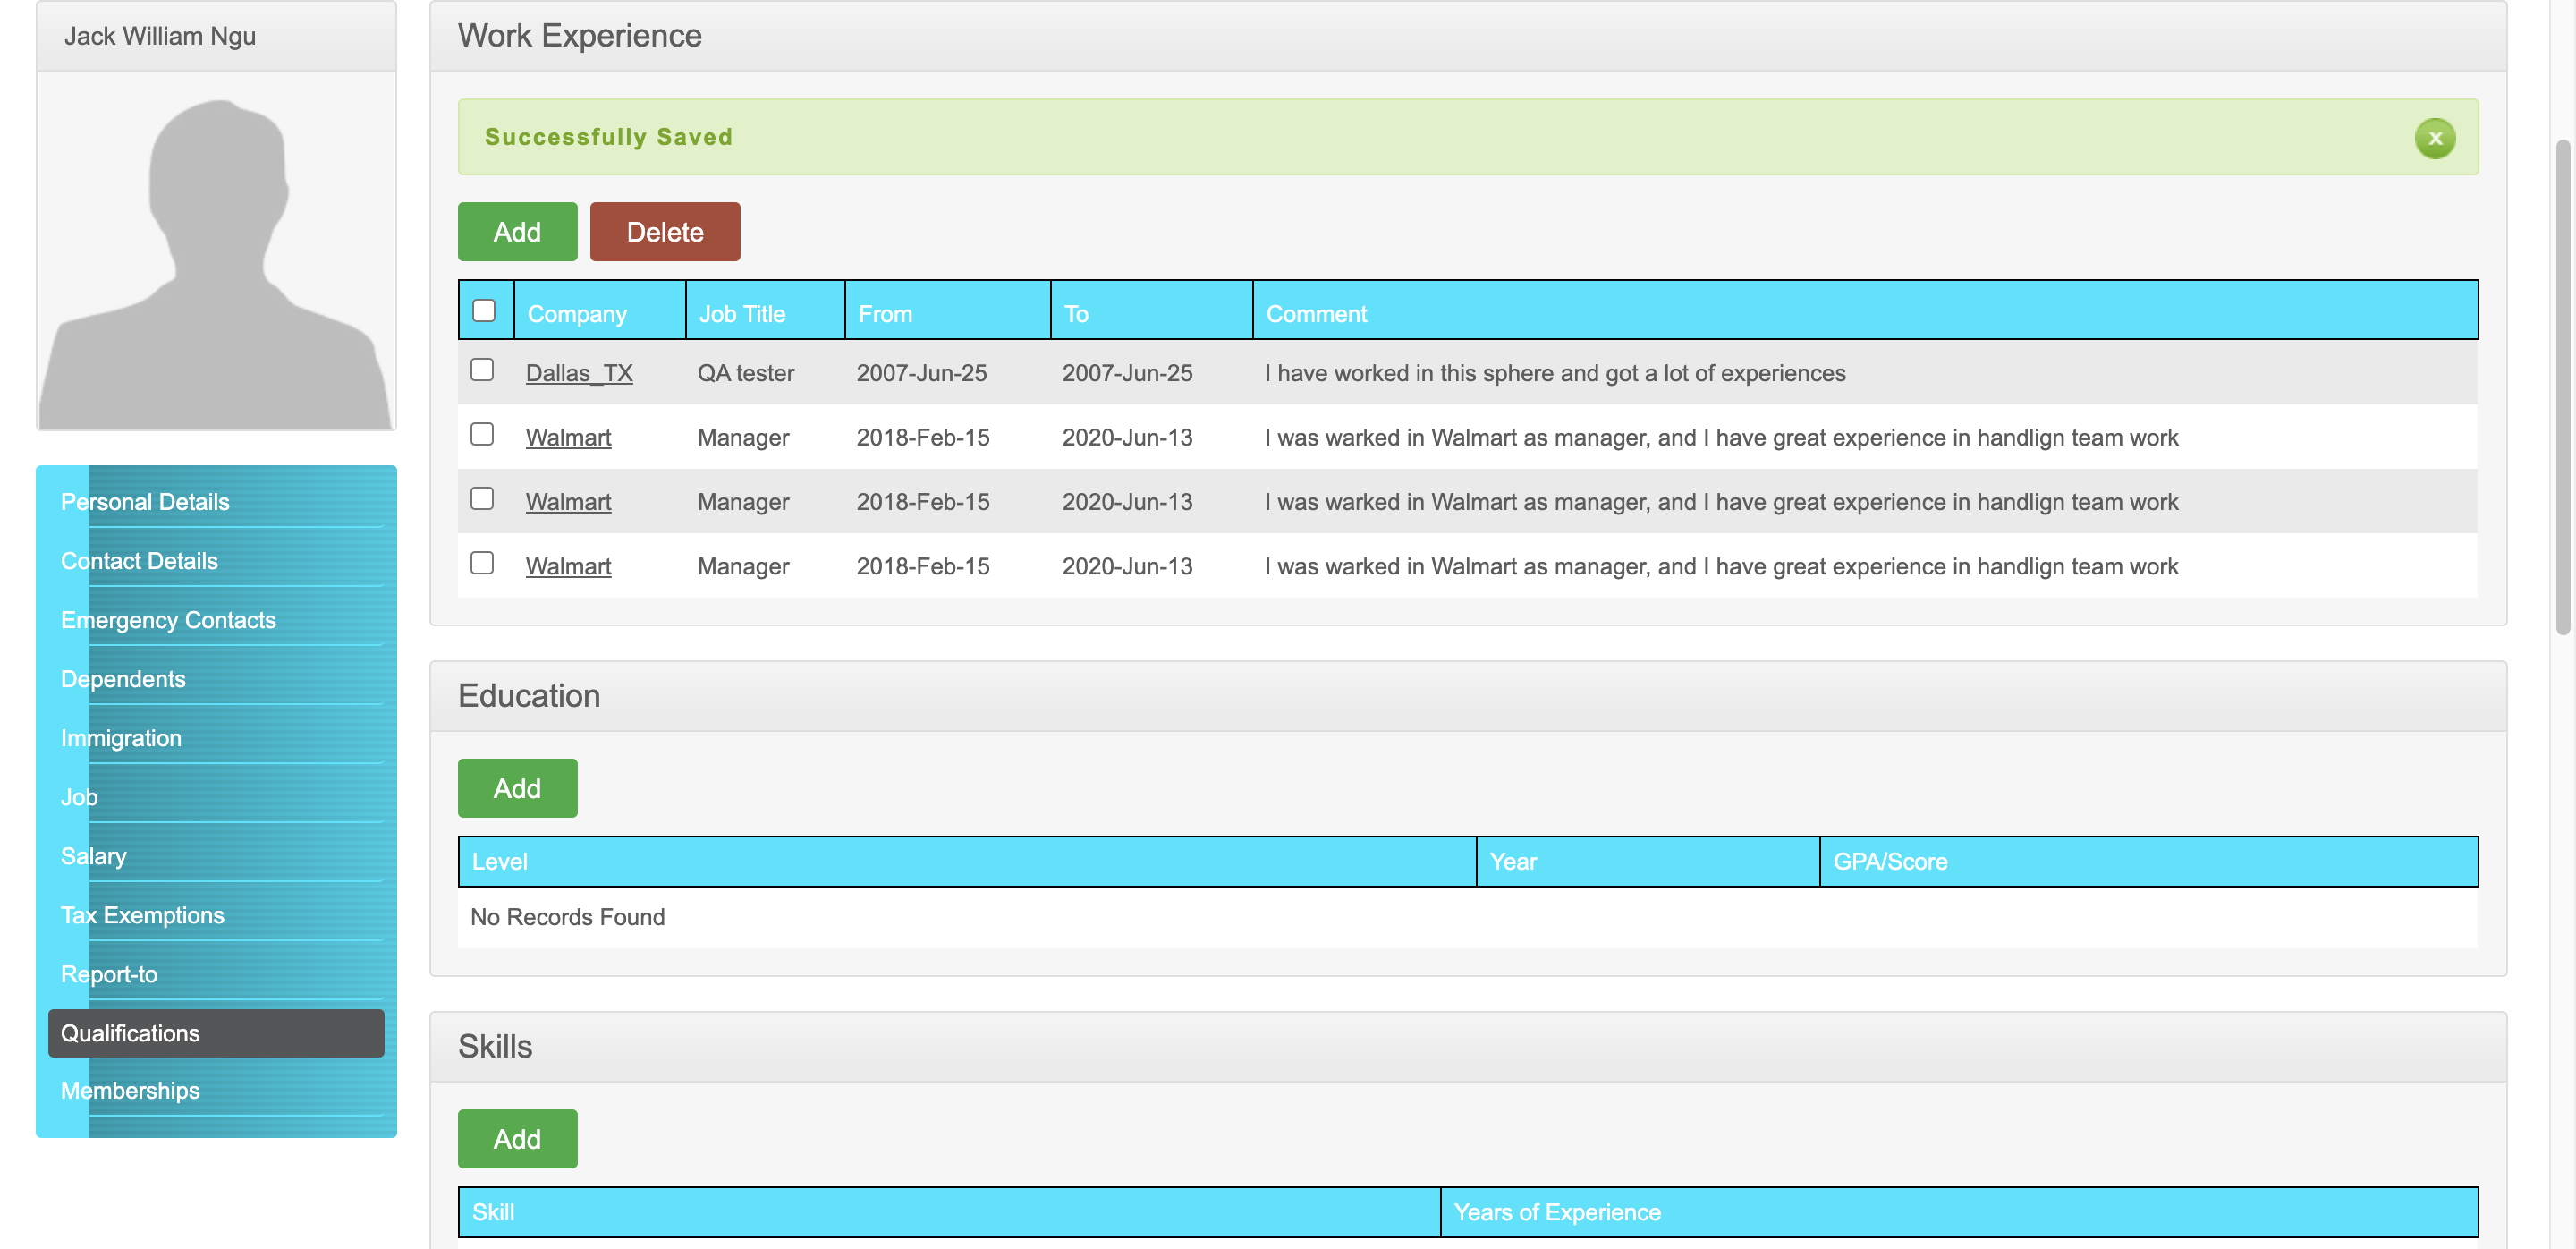 Jack William Ngu
Personal Details
Contact Details
Emergency Contacts
Dependents
Immigration
Job
Salary
Tax Exemptions
Report-to
Qualifications
Memberships
Work Experience
Successfully Saved
x
Add Delete
Company Job Title From To Comment
Dallas_TX QA tester 2007-Jun-25 2007-Jun-25 I have worked in this sphere and got a lot of experiences
Walmart Manager 2018-Feb-15 2020-Jun-13 I was warked in Walmart as manager, and I have great experience in handlign team work
Walmart Manager 2018-Feb-15 2020-Jun-13 I was warked in Walmart as manager, and I have great experience in handlign team work
Walmart Manager 2018-Feb-15 2020-Jun-13 I was warked in Walmart as manager, and I have great experience in handlign team work
Education
Add
Level Year GPA/Score
No Records Found
Skills
Add
Skill Years of Experience